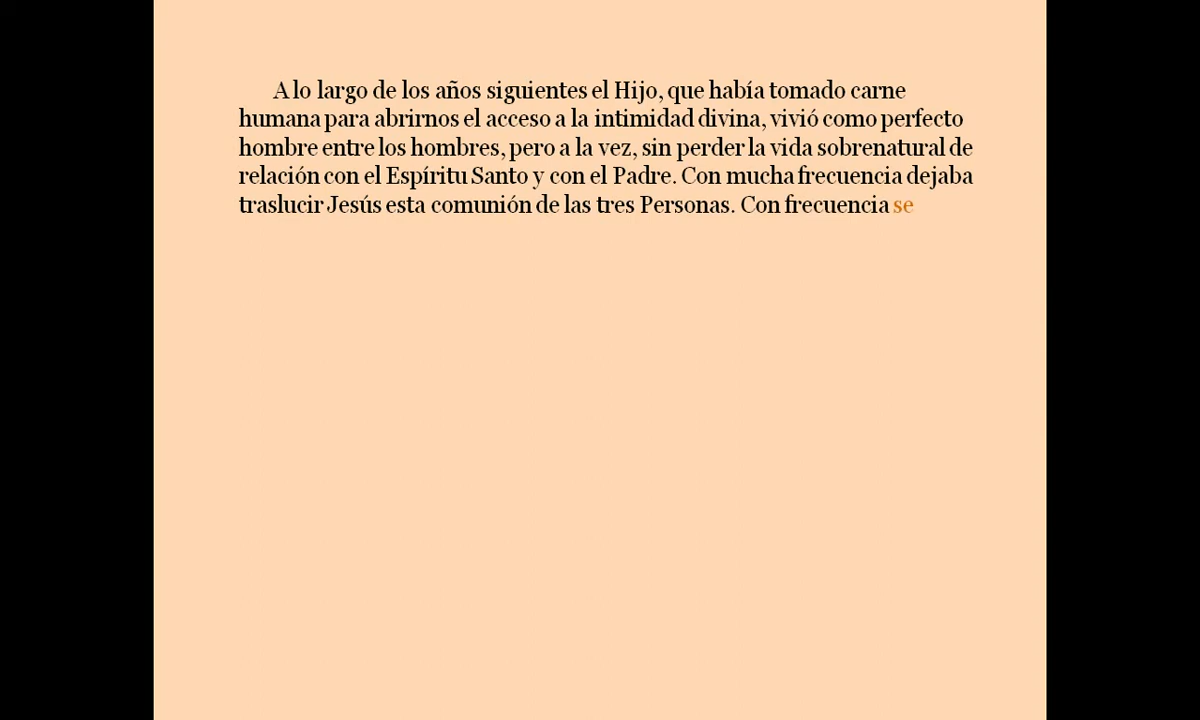 A lo largo de los años siguientes el Hijo, que había tomado carne
humana para abrirnos el acceso a la intimidad divina, vivió como perfecto
hombre entre los hombres, pero a la vez, sin perder la vida sobrenatural de
relación con el Espíritu Santo y con el Padre. Con mucha frecuencia dejaba
traslucir Jesús esta comunión de las tres Personas. Con frecuencia se